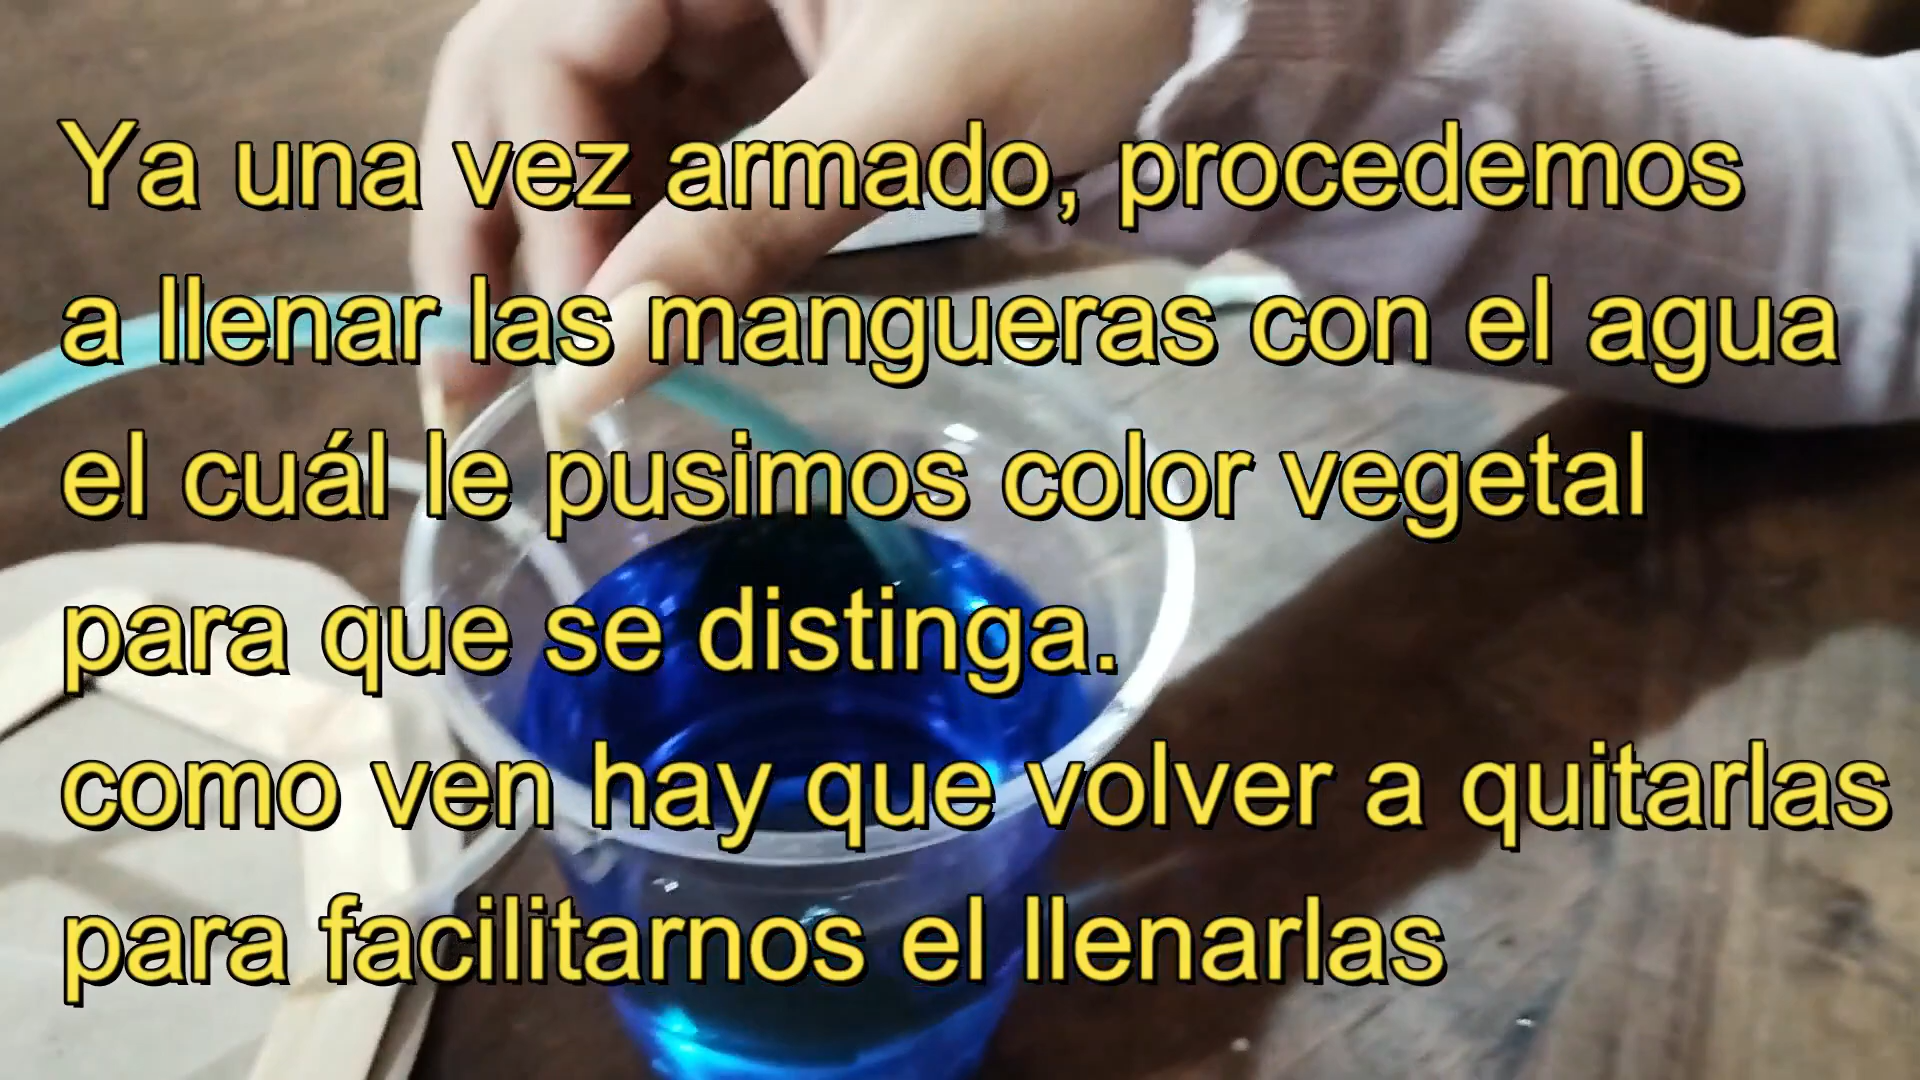 Ya una vez armado, procedemos
a llenar las mangueras con el agua
el cuál le pusimos color vegetal
para que se distinga.
como ven hay que volver a quitarlas
para facilitarnos el llenarlas